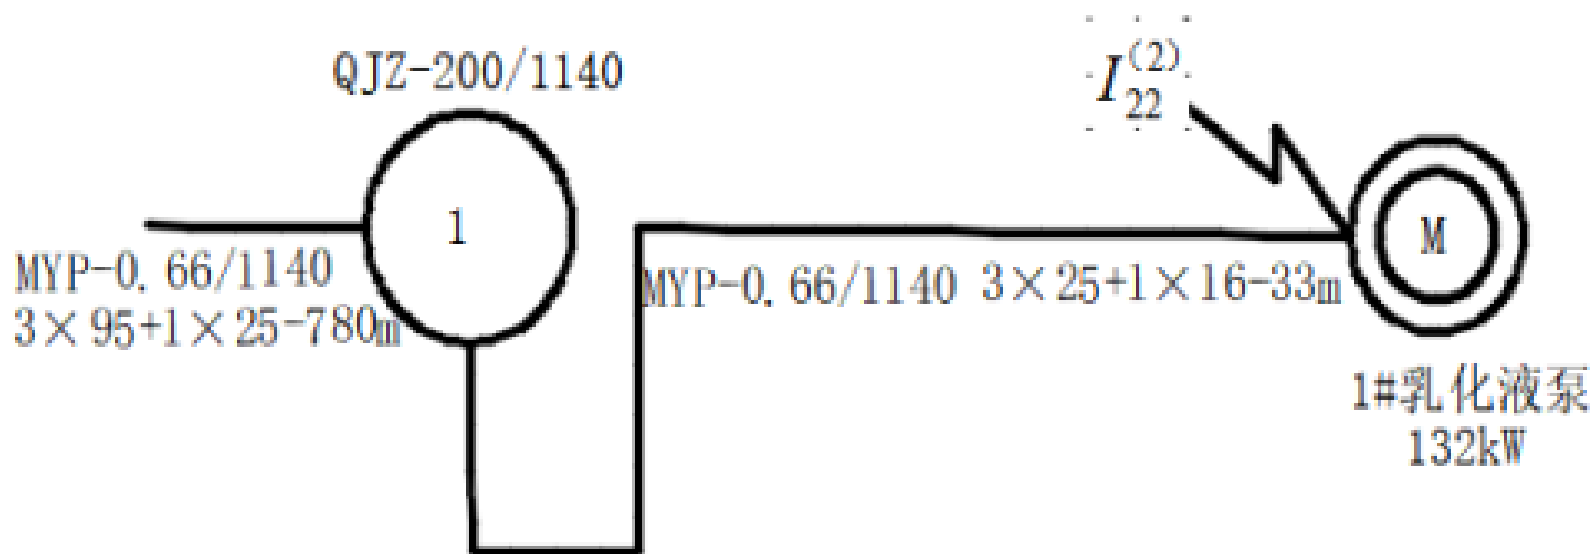 QJZ-200/1140
I_{22}^{(2)}
1
M
MYP-0.66/1140
3×95+1×25-780m
MYP-0.66/1140 3×25+1×16-33m
1#乳化液泵
132kW